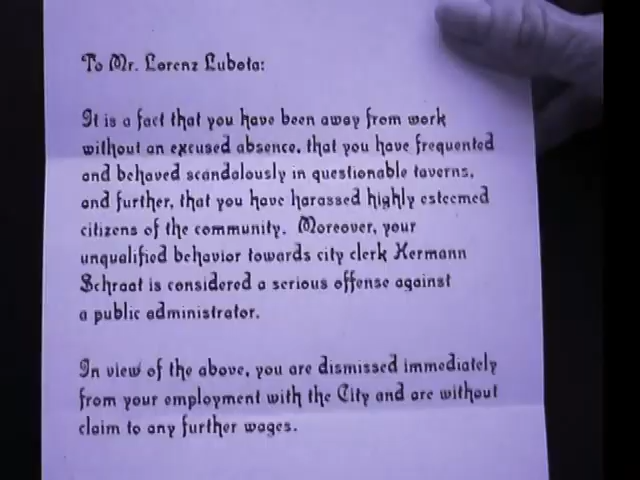 To Mr. Lorenz Lubota:
It is a fact that you have been away from work
without an excused absence, that you have frequented
and behaved scandalously in questionable taverns,
and further, that you have harassed highly esteemed
citizens of the community. Moreover, your
unqualified behavior towards city clerk Hermann
Schraat is considered a serious offense against
a public administrator.
In view of the above, you are dismissed immediately
from your employment with the City and are without
claim to any further wages.